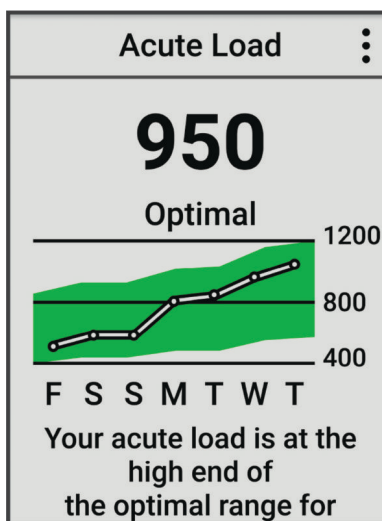 Acute Load
950
Optimal
1200
800
400
F S S M T W T
Your acute load is at the
high end of
the optimal range for